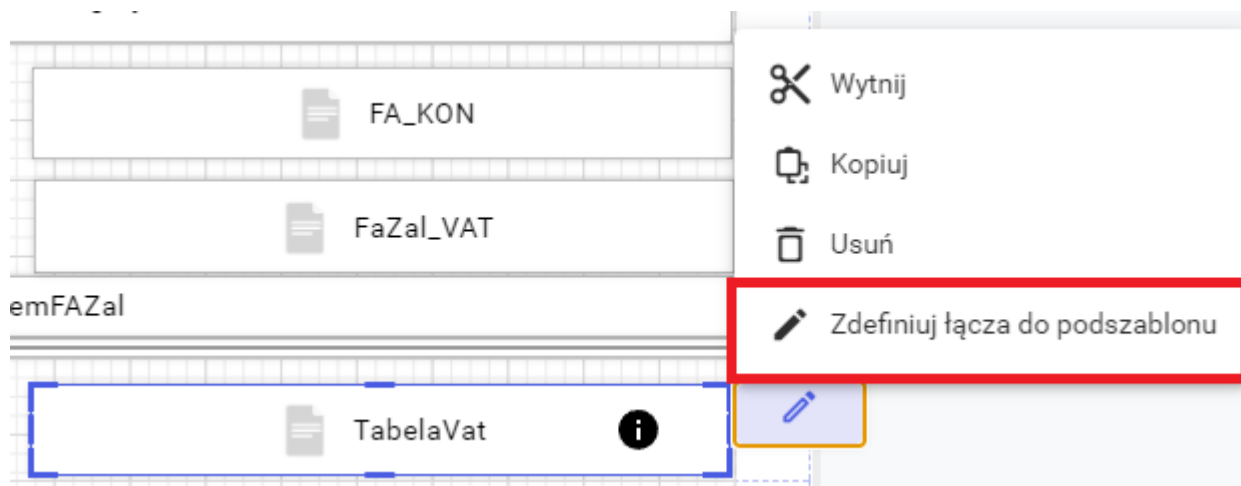 FA_KON
FaZal_VAT
emFAZal
TabelaVat
Wytnij
Kopiuj
Usuń
Zdefiniuj łącza do podszablonu